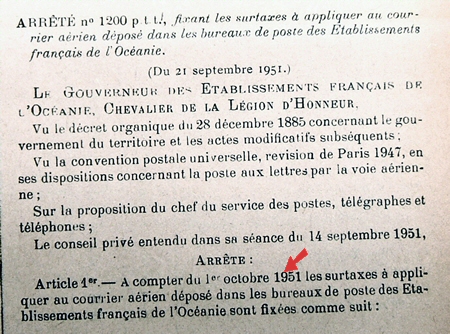 ARRÊTÉ n° 1200 p.t.t., fixant les surtaxes à appliquer au cour-
rier aérien déposé dans les bureaux de poste des Etablissements
français de l'Océanie.
(Du 21 septembre 1951.)
LE GOUVERNEUR DES ETABLISSEMENTS FRANÇAIS DE
L'OCÉANIE, CHEVALIER DE LA LÉGION D'HONNEUR,
Vu le décret organique du 28 décembre 1885 concernant le gou-
vernement du territoire et les actes modificatifs subséquents ;
Vu la convention postale universelle, revision de Paris 1947, en
ses dispositions concernant la poste aux lettres par la voie aérien-
ne ;
Sur la proposition du chef du service des postes, télégraphes et
téléphones ;
Le conseil privé entendu dans sa séance du 14 septembre 1951,
ARRÊTE :
Article 1er.— A compter du 1er octobre 1951 les surtaxes à appli-
quer au courrier aérien déposé dans les bureaux de poste des Eta-
blissements français de l'Océanie sont fixées comme suit :